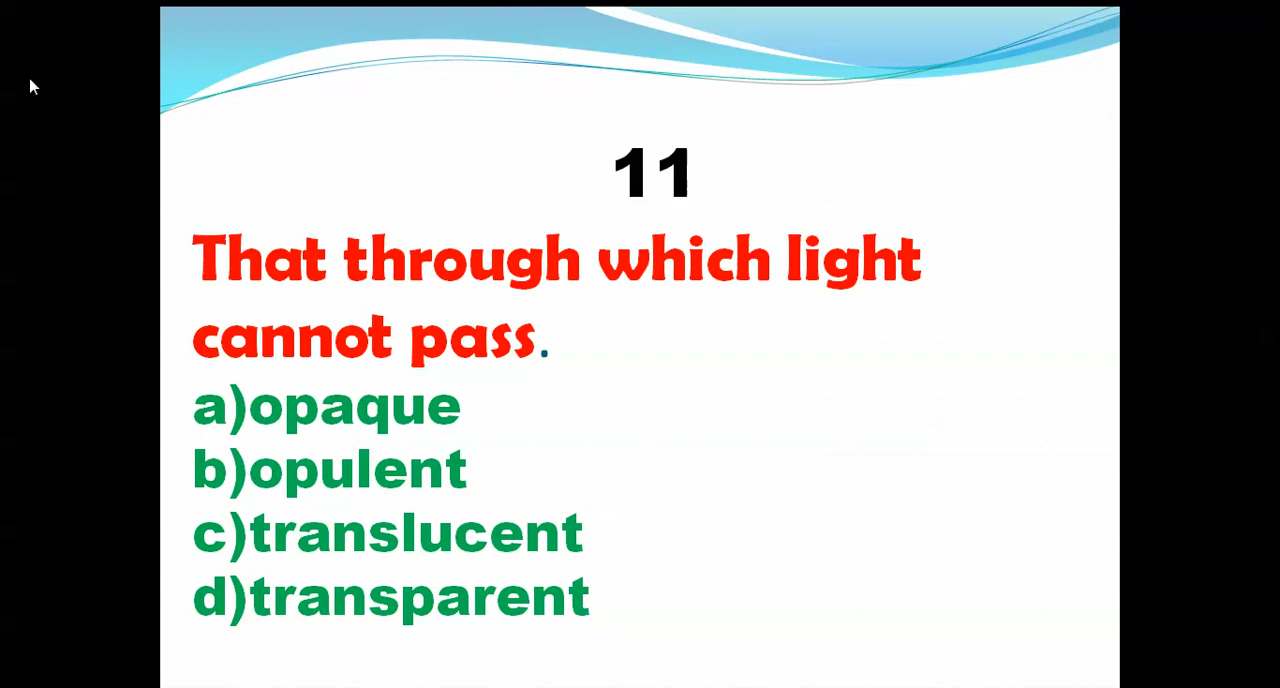 11
That through which light
cannot pass.
a)opaque
b)opulent
c)translucent
d)transparent